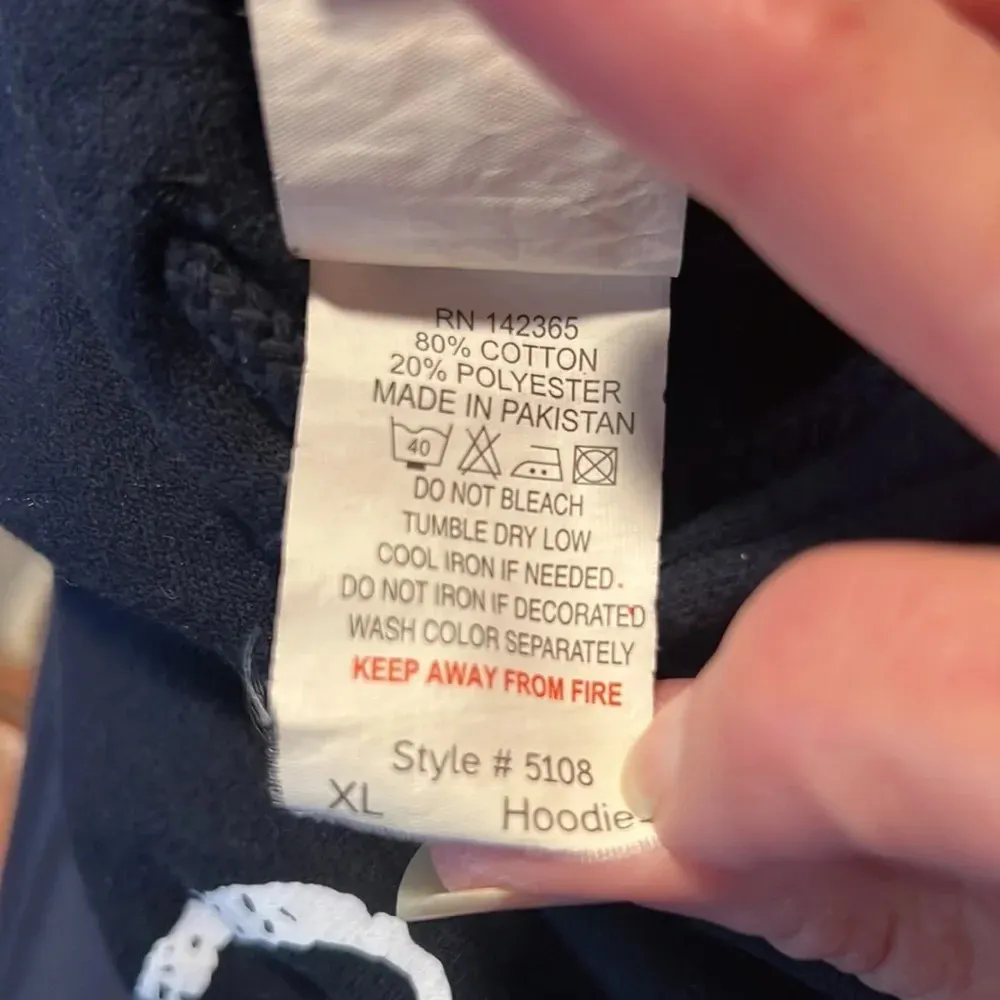 RN 142365
80% COTTON
20% POLYESTER
MADE IN PAKISTAN
40
DO NOT BLEACH
TUMBLE DRY LOW
COOL IRON IF NEEDED.
DO NOT IRON IF DECORATED
WASH COLOR SEPARATELY
KEEP AWAY FROM FIRE
Style # 5108
XL Hoodie